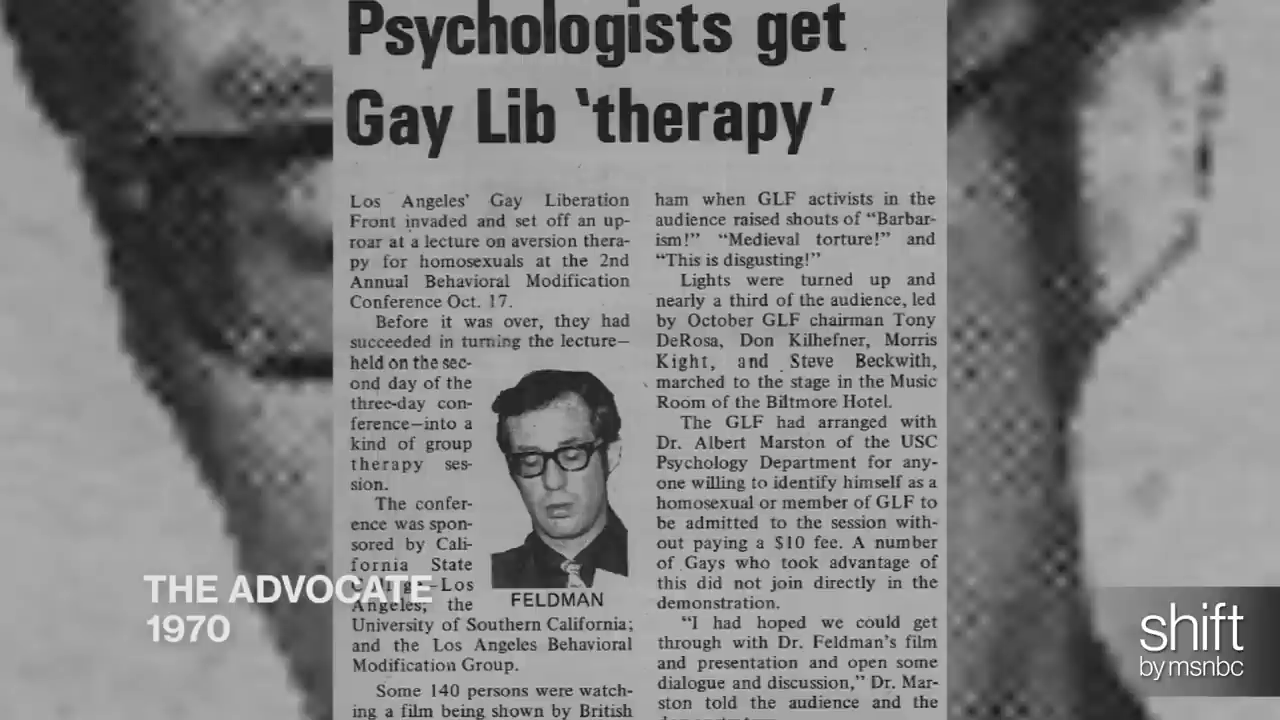 Psychologists get
Gay Lib 'therapy'
Los Angeles' Gay Liberation
Front invaded and set off an up-
roar at a lecture on aversion thera-
py for homosexuals at the 2nd
Annual Behavioral Modification
Conference Oct. 17.
Before it was over, they had
succeeded in turning the lecture—
held on the sec-
ond day of the
three-day con-
ference—into a
kind of group
therapy ses-
sion.
The confer-
ence was spon-
sored by Cali-
fornia State
Los
Angeles; the
University of Southern California;
and the Los Angeles Behavioral
Modification Group.
Some 140 persons were watch-
ing a film being shown by British
FELDMAN
ham when GLF activists in the
audience raised shouts of "Barbar-
ism!" "Medieval torture!" and
"This is disgusting!"
Lights were turned up and
nearly a third of the audience, led
by October GLF chairman Tony
DeRosa, Don Kilhefner, Morris
Kight, and Steve Beckwith,
marched to the stage in the Music
Room of the Biltmore Hotel.
The GLF had arranged with
Dr. Albert Marston of the USC
Psychology Department for any-
one willing to identify himself as a
homosexual or member of GLF to
be admitted to the session with-
out paying a $10 fee. A number
of Gays who took advantage of
this did not join directly in the
demonstration.
"I had hoped we could get
through with Dr. Feldman's film
and presentation and open some
dialogue and discussion," Dr. Mar-
ston told the audience and the
THE ADVOCATE
1970
shift
by msnbc